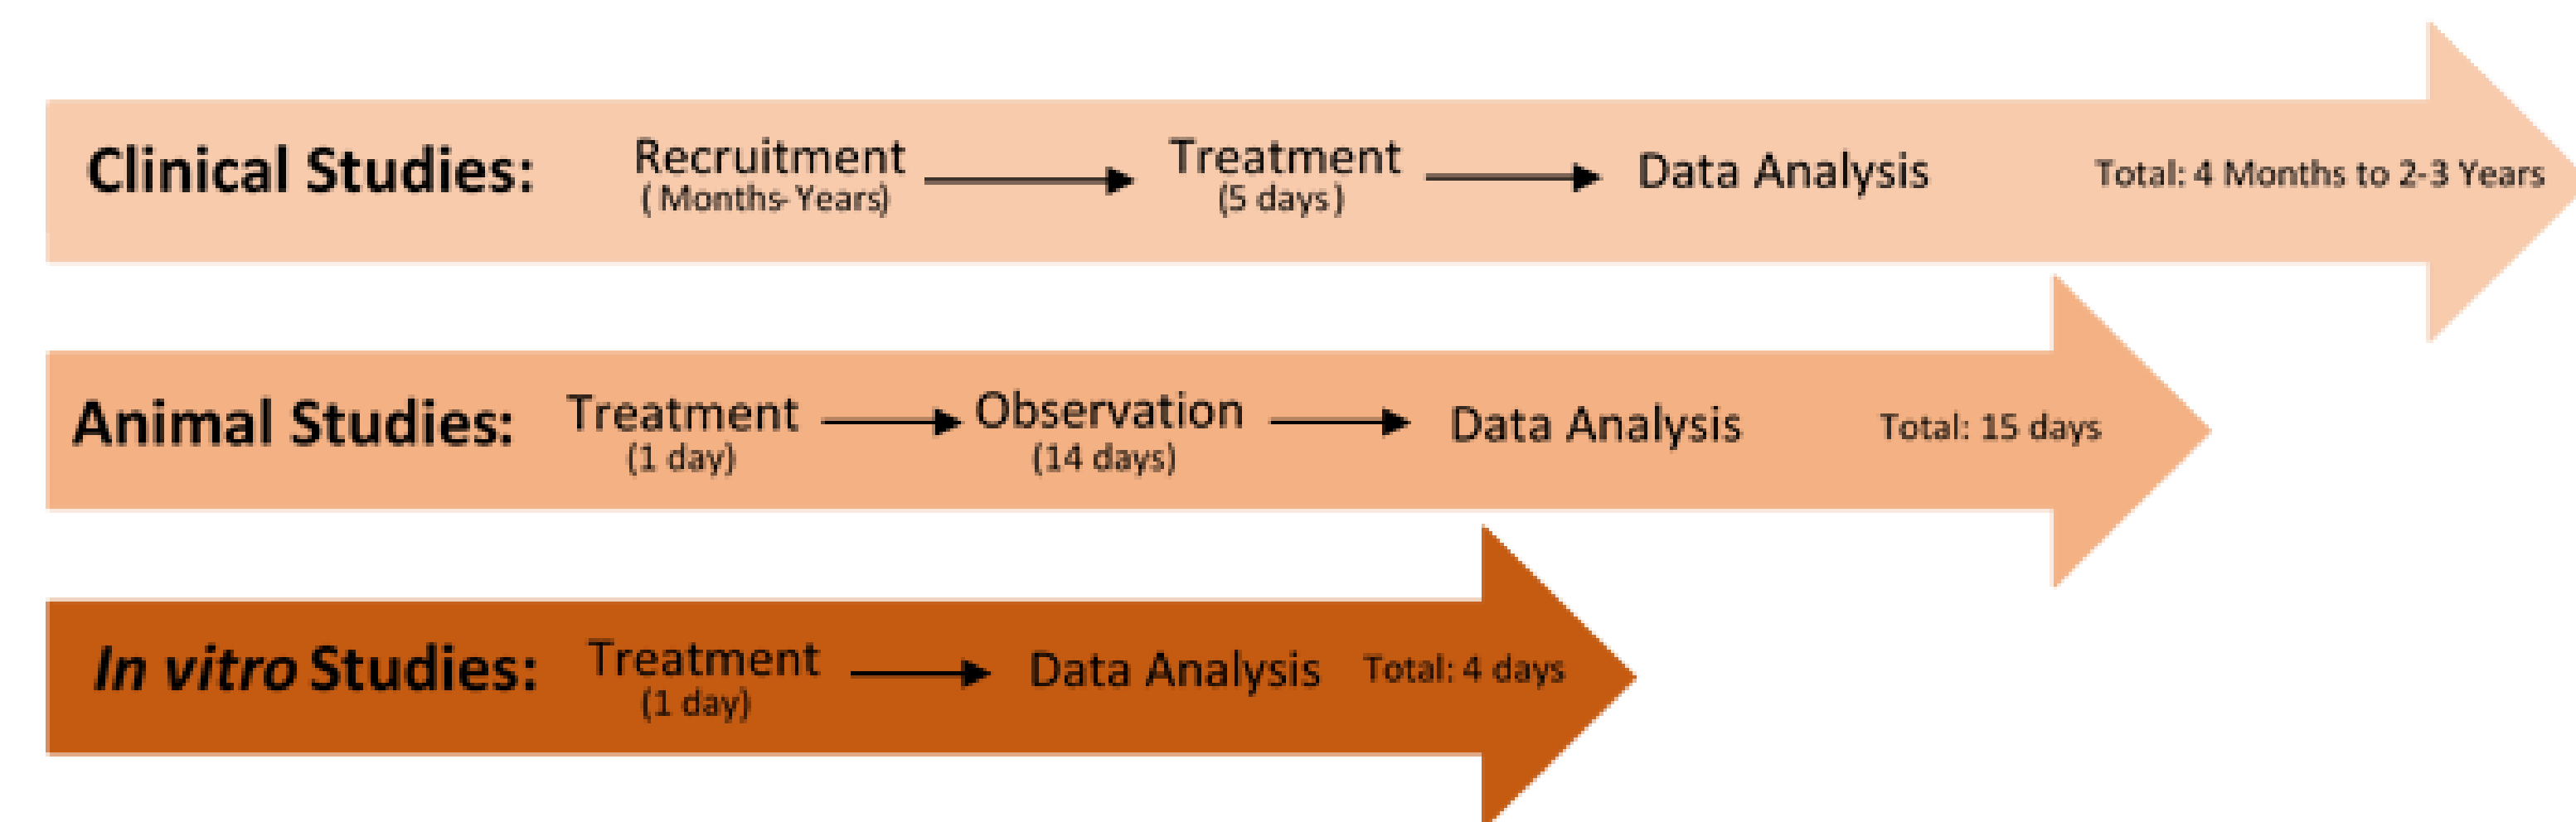 Clinical Studies: Recruitment Treatment Data Analysis Total: 4 Months to 2-3 Years
( Months-Years) (5 days)
Animal Studies: Treatment Observation Data Analysis Total: 15 days
(1 day) (14 days)
In vitro Studies: Treatment Data Analysis Total: 4 days
(1 day)